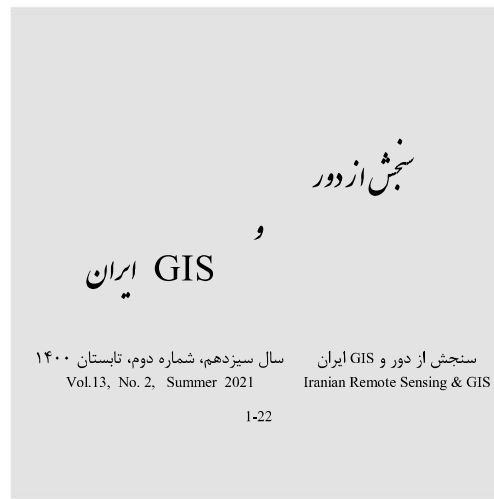 سنجش از دور
و
GIS ایران
سنجش از دور و GIS ایران سال سیزدهم، شماره دوم، تابستان ۱۴۰۰
Iranian Remote Sensing & GIS Vol.13, No. 2, Summer 2021
1-22